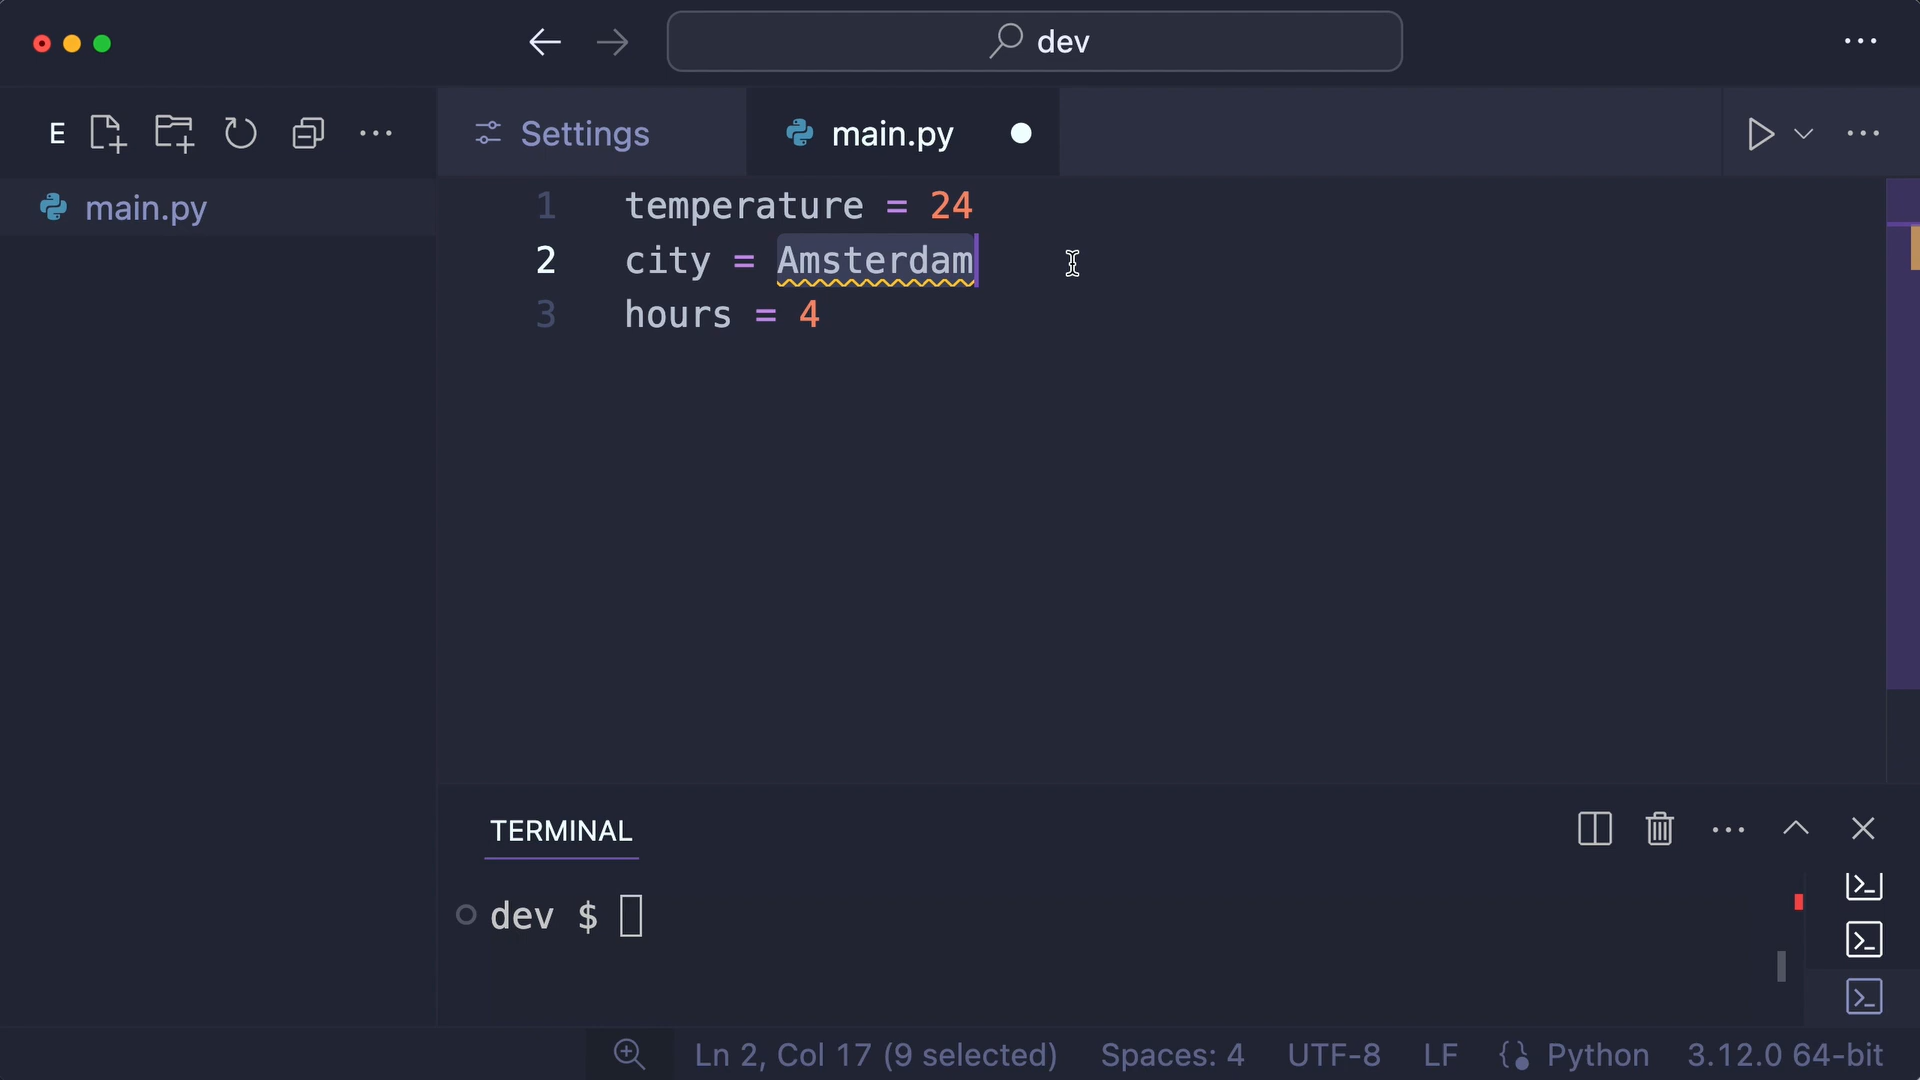 dev
E
Settings
main.py
main.py
1 temperature = 24
2 city = Amsterdam
3 hours = 4
TERMINAL
dev $
Ln 2, Col 17 (9 selected) Spaces: 4 UTF-8 LF Python 3.12.0 64-bit